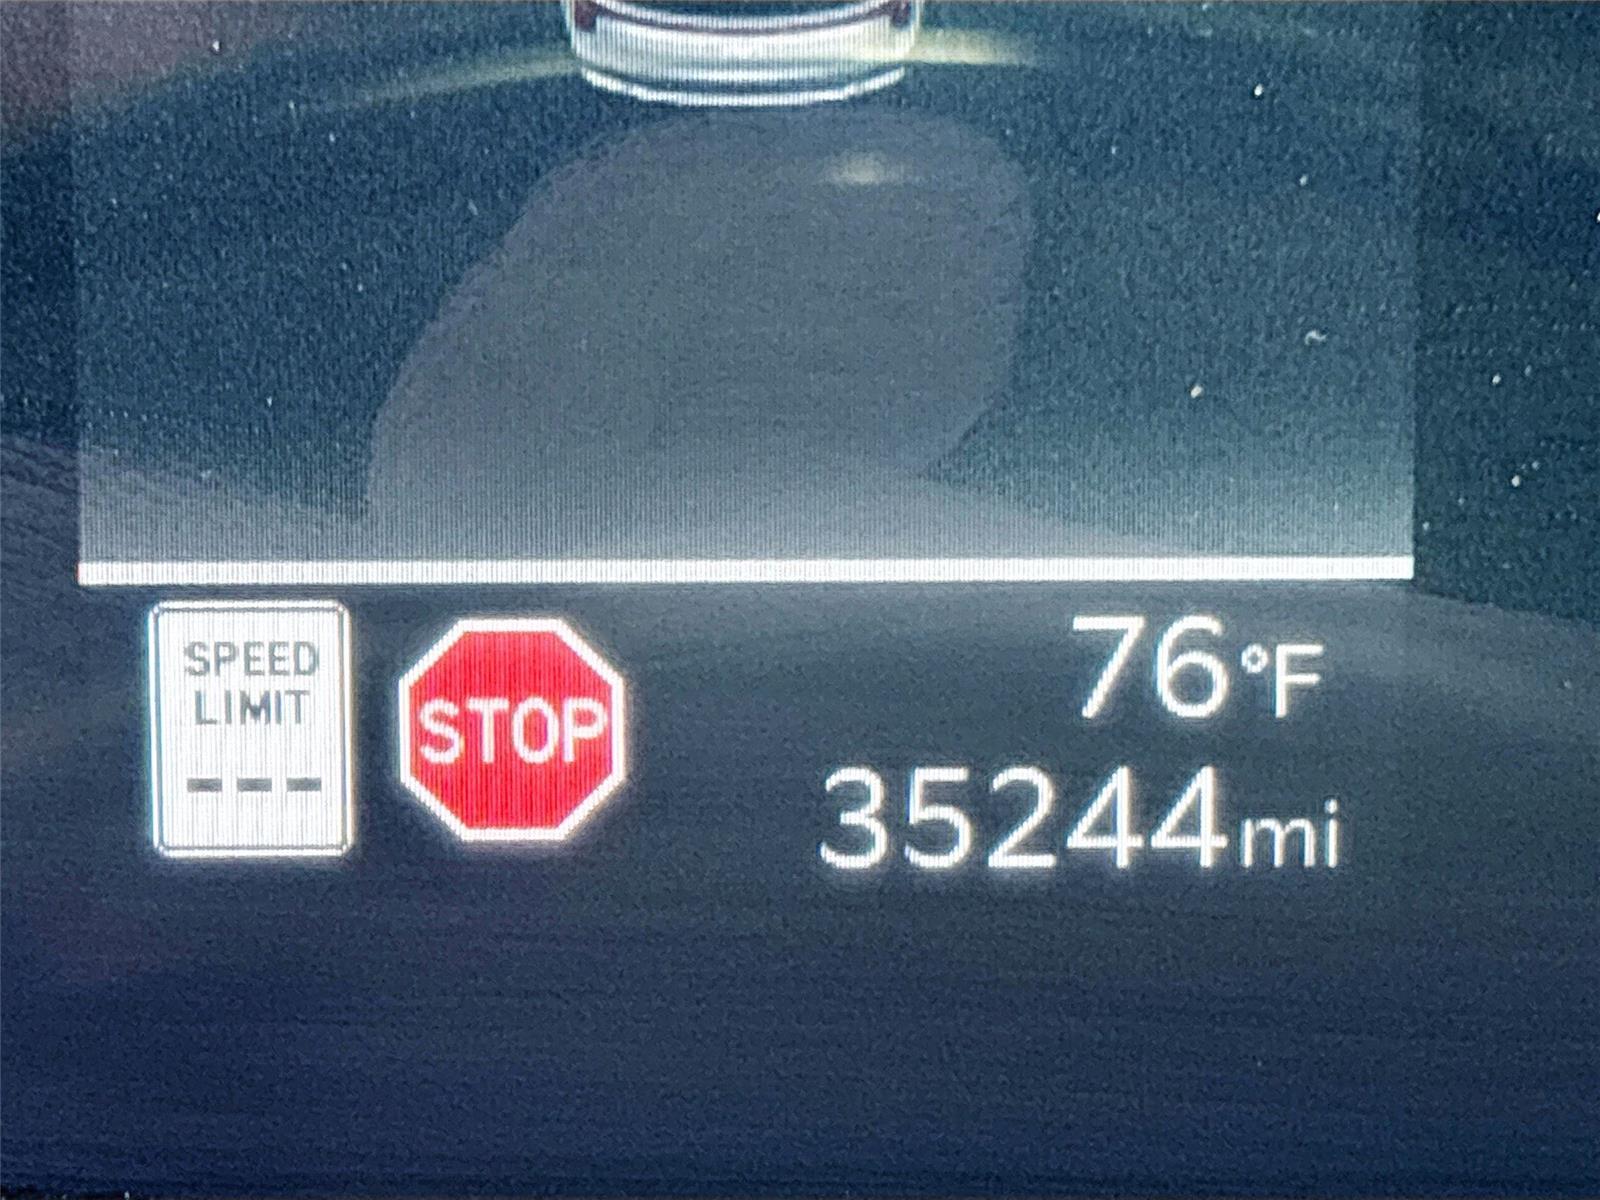 SPEED
LIMIT
---
STOP
76°F
35244mi